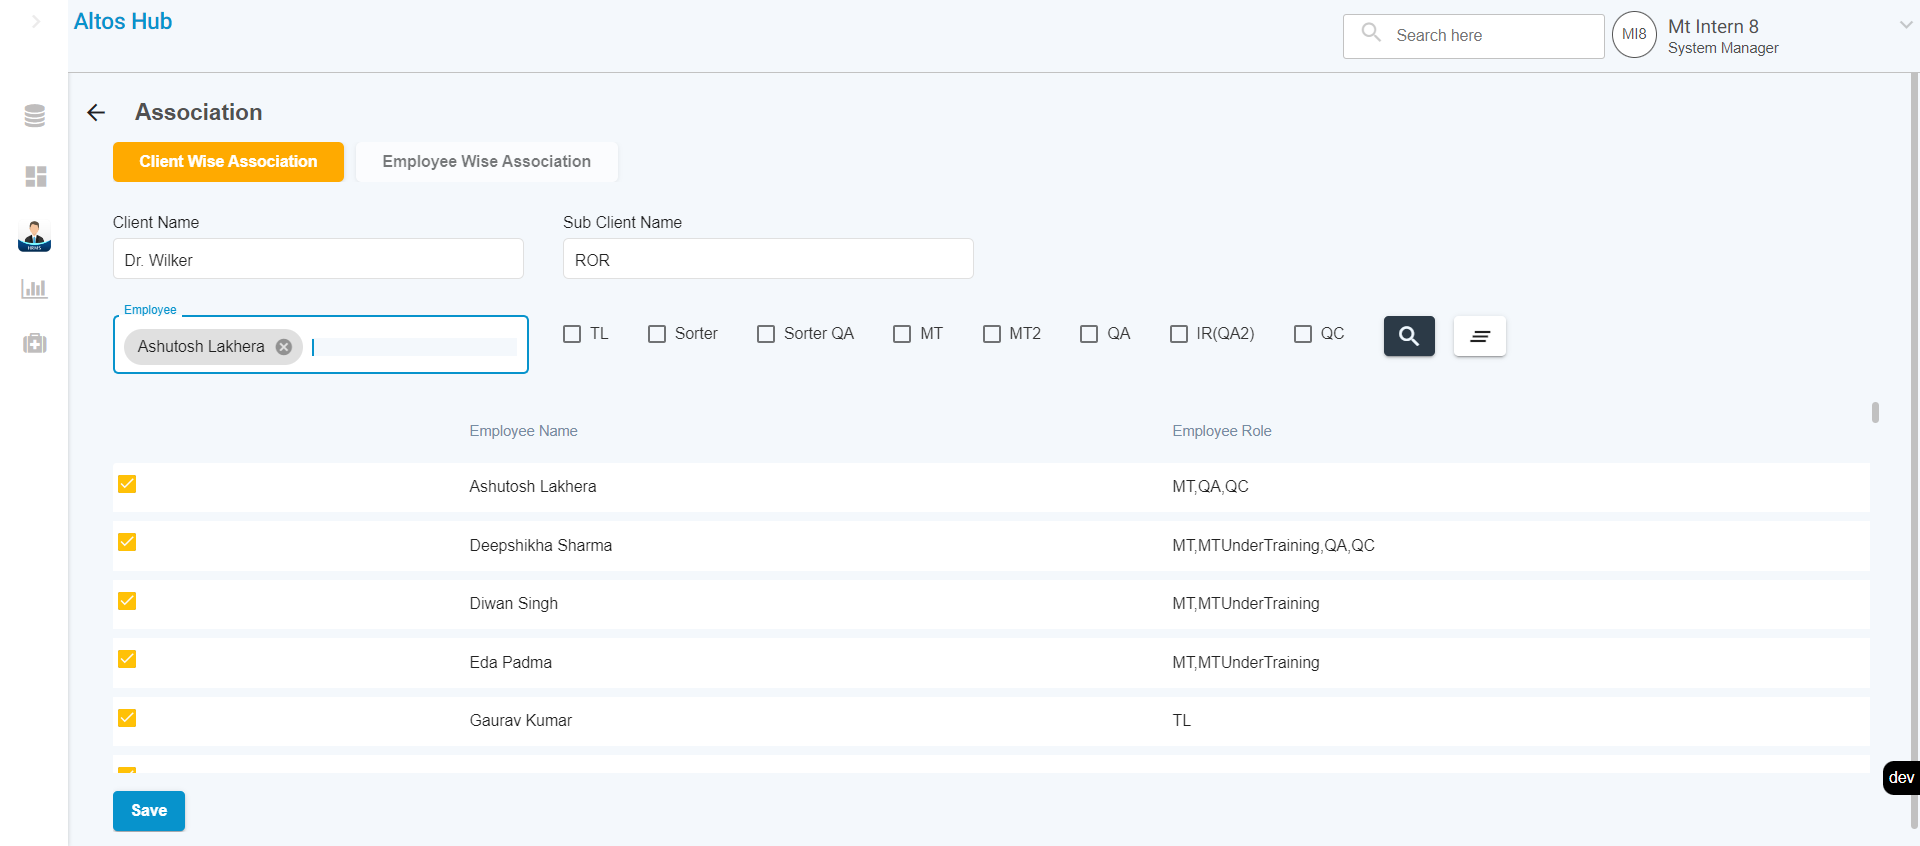 Altos Hub
Search here
MI8
Mt Intern 8
System Manager
HRMS
Association
Client Wise Association
Employee Wise Association
Client Name
Sub Client Name
Dr. Wilker
ROR
Employee
Ashutosh Lakhera
TL
Sorter
Sorter QA
MT
MT2
QA
IR(QA2)
QC
Employee Name
Employee Role
Ashutosh Lakhera
MT,QA,QC
Deepshikha Sharma
MT,MTUnderTraining,QA,QC
Diwan Singh
MT,MTUnderTraining
Eda Padma
MT,MTUnderTraining
Gaurav Kumar
TL
dev
Save